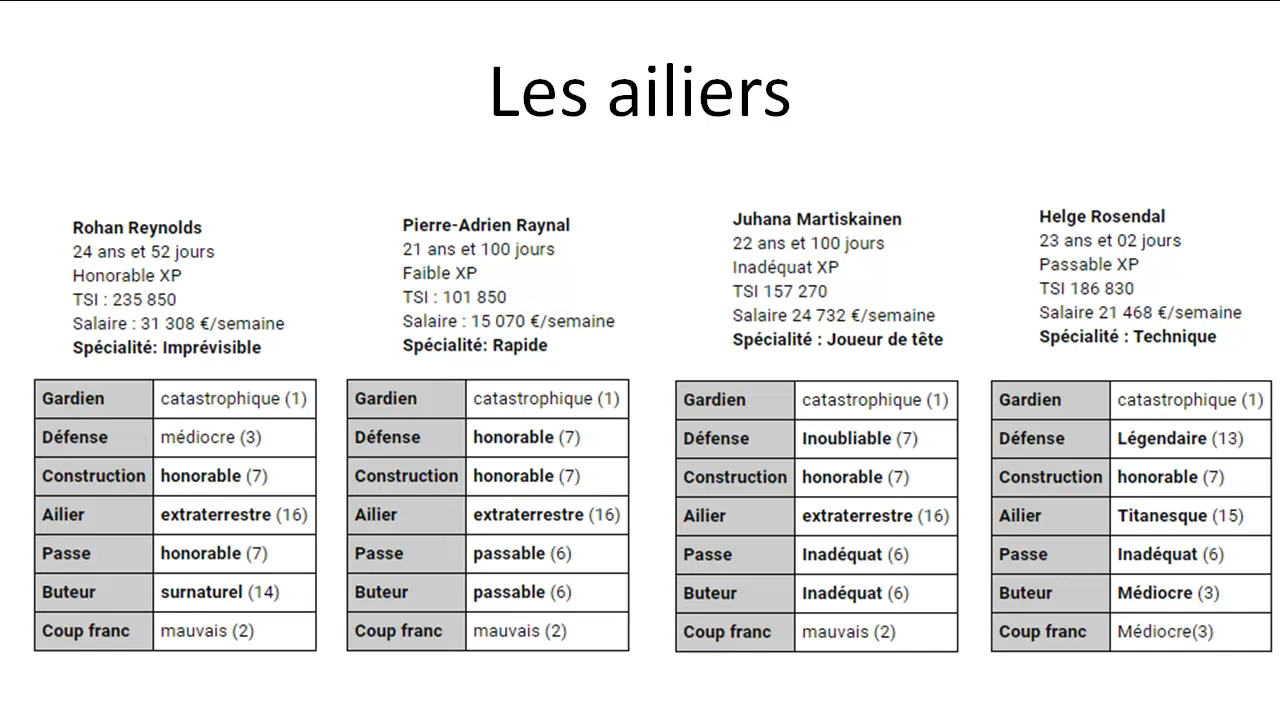 Les ailiers
Rohan Reynolds
24 ans et 52 jours
Honorable XP
TSI : 235 850
Salaire : 31 308 €/semaine
Spécialité: Imprévisible
Gardien catastrophique (1)
Défense médiocre (3)
Construction honorable (7)
Ailier extraterrestre (16)
Passe honorable (7)
Buteur surnaturel (14)
Coup franc mauvais (2)
Pierre-Adrien Raynal
21 ans et 100 jours
Faible XP
TSI : 101 850
Salaire : 15 070 €/semaine
Spécialité: Rapide
Gardien catastrophique (1)
Défense honorable (7)
Construction honorable (7)
Ailier extraterrestre (16)
Passe passable (6)
Buteur passable (6)
Coup franc mauvais (2)
Juhana Martiskainen
22 ans et 100 jours
Inadéquat XP
TSI 157 270
Salaire 24 732 €/semaine
Spécialité : Joueur de tête
Gardien catastrophique (1)
Défense Inoubliable (7)
Construction honorable (7)
Ailier extraterrestre (16)
Passe Inadéquat (6)
Buteur Inadéquat (6)
Coup franc mauvais (2)
Helge Rosendal
23 ans et 02 jours
Passable XP
TSI 186 830
Salaire 21 468 €/semaine
Spécialité : Technique
Gardien catastrophique (1)
Défense Légendaire (13)
Construction honorable (7)
Ailier Titanesque (15)
Passe Inadéquat (6)
Buteur Médiocre (3)
Coup franc Médiocre(3)